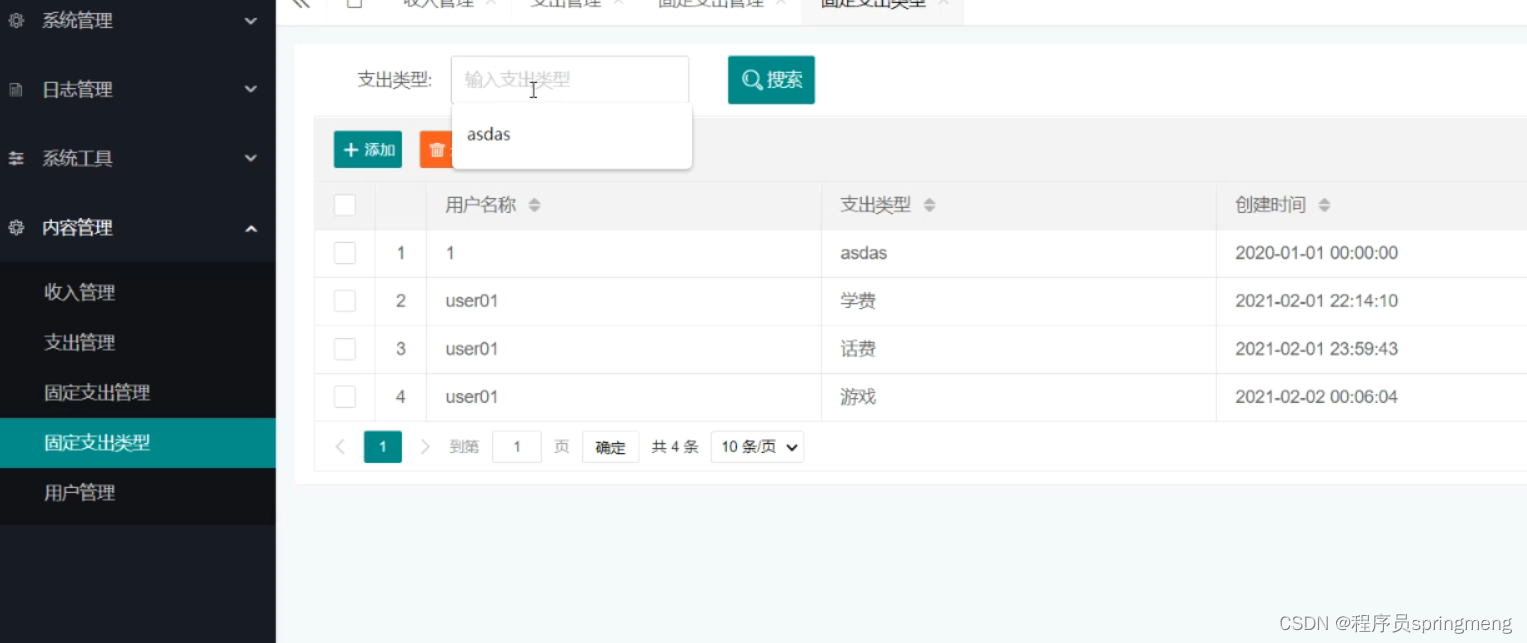 系统管理
日志管理
系统工具
内容管理
收入管理
支出管理
固定支出管理
固定支出类型
用户管理
收入管理 支出管理 固定支出管理 固定支出类型
支出类型: 输入支出类型 搜索
asdas
添加
用户名称 支出类型 创建时间
1 1 asdas 2020-01-01 00:00:00
2 user01 学费 2021-02-01 22:14:10
3 user01 话费 2021-02-01 23:59:43
4 user01 游戏 2021-02-02 00:06:04
1 到第 1 页 确定 共 4 条 10 条/页
CSDN @程序员springmeng